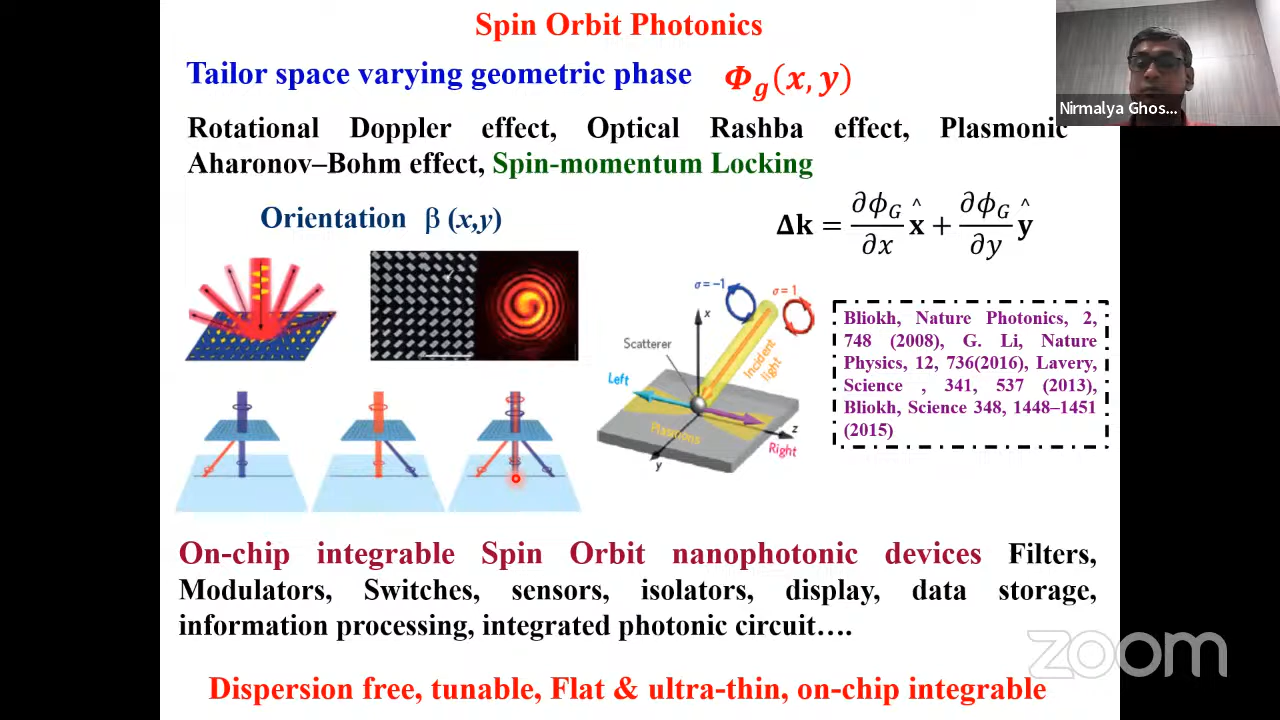 Spin Orbit Photonics
Tailor space varying geometric phase Φg(x, y)
Rotational Doppler effect, Optical Rashba effect, Plasmonic
Aharonov–Bohm effect, Spin-momentum Locking
Orientation β (x,y)
Δk = ∂ϕG/∂x x̂ + ∂ϕG/∂y ŷ
σ = −1
σ = 1
x
Scatterer
Incident
light
Left
Plasmons
z
Right
y
Bliokh, Nature Photonics, 2,
748 (2008), G. Li, Nature
Physics, 12, 736(2016), Lavery,
Science , 341, 537 (2013),
Bliokh, Science 348, 1448–1451
(2015)
On-chip integrable Spin Orbit nanophotonic devices Filters,
Modulators, Switches, sensors, isolators, display, data storage,
information processing, integrated photonic circuit….
Dispersion free, tunable, Flat & ultra-thin, on-chip integrable
Nirmalya Ghos...
zoom